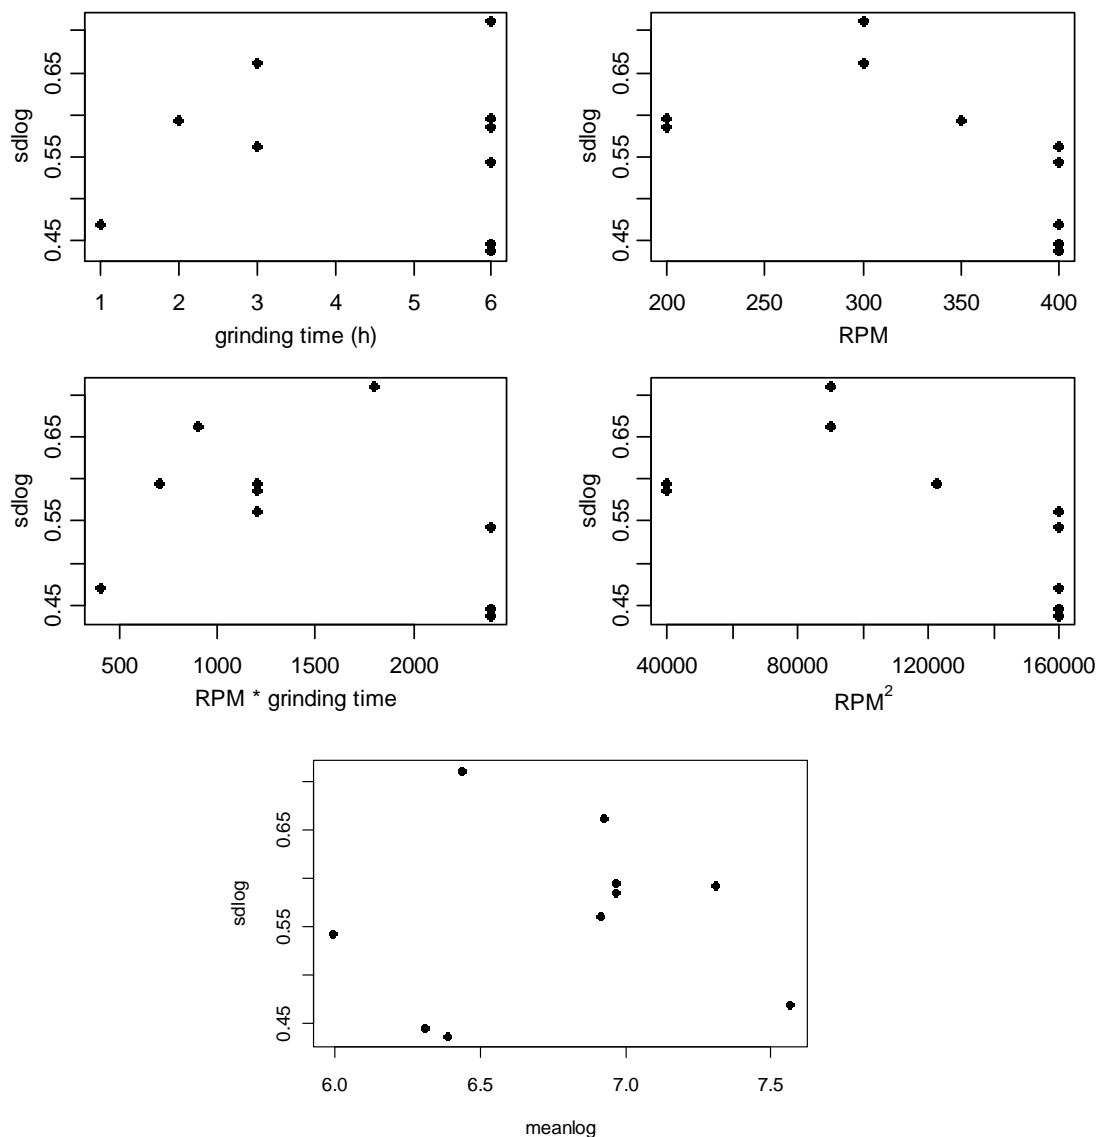 sdlog
0.45 0.55 0.65
1 2 3 4 5 6
grinding time (h)
sdlog
0.45 0.55 0.65
200 250 300 350 400
RPM
sdlog
0.45 0.55 0.65
500 1000 1500 2000
RPM * grinding time
sdlog
0.45 0.55 0.65
40000 80000 120000 160000
RPM²
sdlog
0.45 0.55 0.65
6.0 6.5 7.0 7.5
meanlog